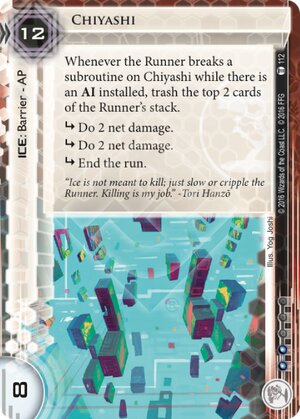 CHIYASHI
12
ICE: Barrier - AP
Whenever the Runner breaks a
subroutine on Chiyashi while there is
an AI installed, trash the top 2 cards
of the Runner's stack.
↳ Do 2 net damage.
↳ Do 2 net damage.
↳ End the run.
"Ice is not meant to kill; just slow or cripple the
Runner. Killing is my job." -Tori Hanzō
112
© 2016 Wizards of the Coast LLC. © 2016 FFG
Illus. Yog Joshi
8